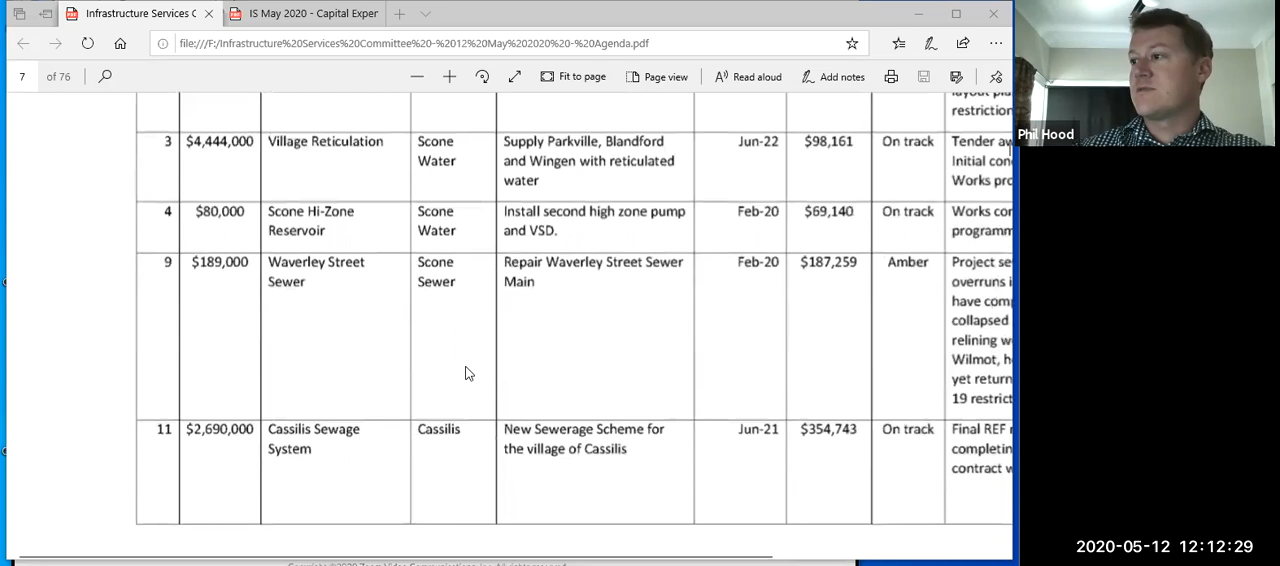 Infrastructure Services C
IS May 2020 - Capital Exper
file:///F:/Infrastructure%20Services%20Committee%20-%2012%20May%202020%20-%20Agenda.pdf
7 of 76
Fit to page
Page view
Read aloud
Add notes
Phil Hood
restriction
3 $4,444,000 Village Reticulation Scone Supply Parkville, Blandford Jun-22 $98,161 On track Tender aw
Water and Wingen with reticulated Initial con
water Works pro
4 $80,000 Scone Hi-Zone Scone Install second high zone pump Feb-20 $69,140 On track Works con
Reservoir Water and VSD. programm
9 $189,000 Waverley Street Scone Repair Waverley Street Sewer Feb-20 $187,259 Amber Project se
Sewer Sewer Main overruns i
have comp
collapsed
relining w
Wilmot, h
yet return
19 restrict
11 $2,690,000 Cassilis Sewage Cassilis New Sewerage Scheme for Jun-21 $354,743 On track Final REF
System the village of Cassilis completin
contract w
2020-05-12 12:12:29